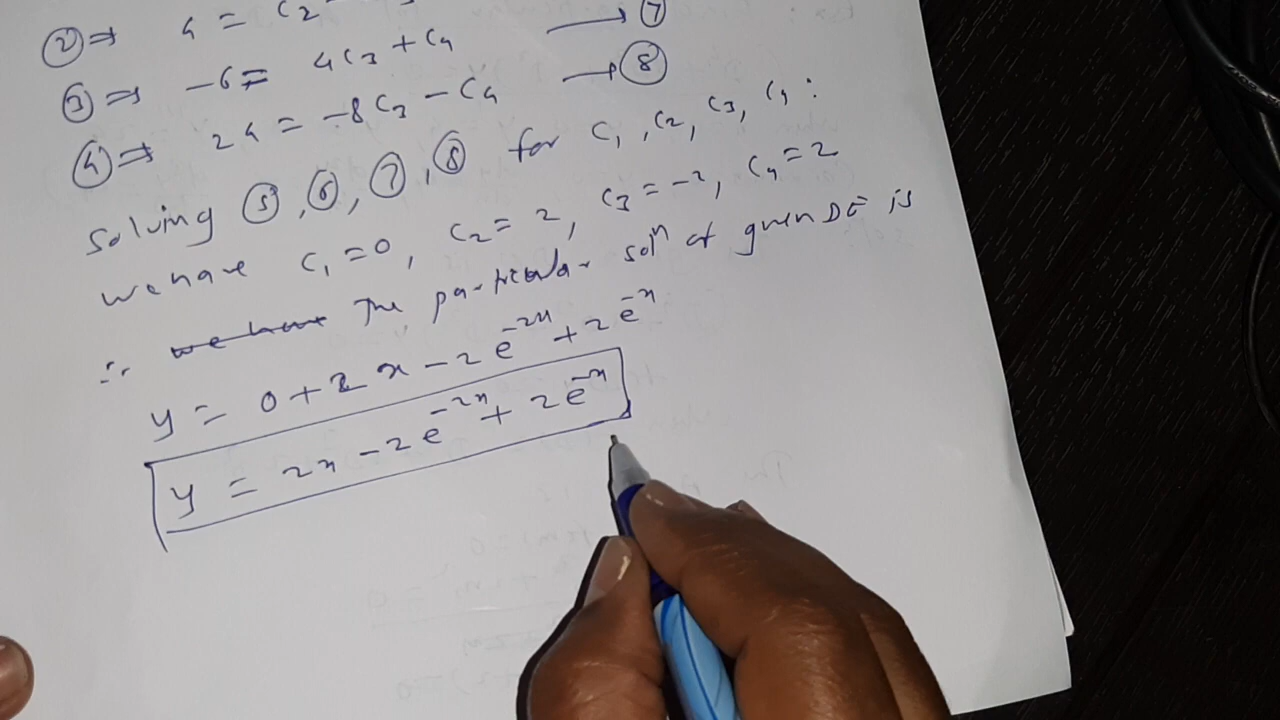 ② ⇒ 4 = C₂
③ ⇒ -6 = 4C₃ + C₄ → ⑦
④ ⇒ 24 = -8C₃ - C₄ → ⑧
Solving ⑤, ⑥, ⑦, ⑧ for C₁, C₂, C₃, C₄ :
we have C₁ = 0, C₂ = 2, C₃ = -2, C₄ = 2
∴ we have The particular solⁿ of given DE is
y = 0 + 2x - 2e⁻²ˣ + 2e⁻ˣ
y = 2x - 2e⁻²ˣ + 2e⁻ˣ